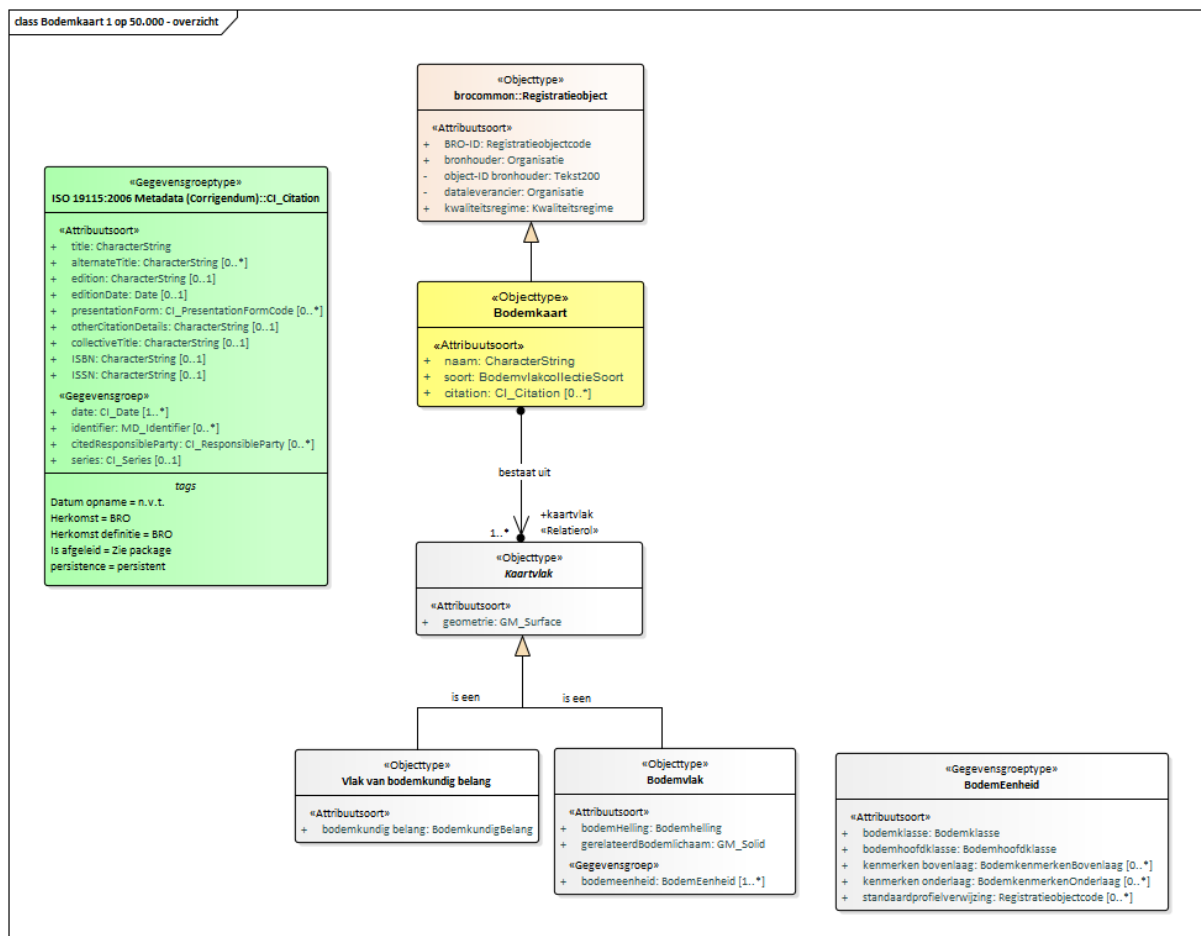 class Bodemkaart 1 op 50.000 - overzicht
«Objecttype»
brocommon::Registratieobject
«Attribuutsoort»
+ BRO-ID: Registratieobjectcode
+ bronhouder: Organisatie
- object-ID bronhouder: Tekst200
- dataleverancier: Organisatie
+ kwaliteitsregime: Kwaliteitsregime
«Gegevensgroeptype»
ISO 19115:2006 Metadata (Corrigendum)::CI_Citation
«Attribuutsoort»
+ title: CharacterString
+ alternateTitle: CharacterString [0..*]
+ edition: CharacterString [0..1]
+ editionDate: Date [0..1]
+ presentationForm: CI_PresentationFormCode [0..*]
+ otherCitationDetails: CharacterString [0..1]
+ collectiveTitle: CharacterString [0..1]
+ ISBN: CharacterString [0..1]
+ ISSN: CharacterString [0..1]
«Gegevensgroep»
+ date: CI_Date [1..*]
+ identifier: MD_Identifier [0..*]
+ citedResponsibleParty: CI_ResponsibleParty [0..*]
+ series: CI_Series [0..1]
tags
Datum opname = n.v.t.
Herkomst = BRO
Herkomst definitie = BRO
Is afgeleid = Zie package
persistence = persistent
«Objecttype»
Bodemkaart
«Attribuutsoort»
+ naam: CharacterString
+ soort: BodemvlakcollectieSoort
+ citation: CI_Citation [0..*]
bestaat uit
+kaartvlak
1..* «Relatierol»
«Objecttype»
Kaartvlak
«Attribuutsoort»
+ geometrie: GM_Surface
is een
is een
«Objecttype»
Vlak van bodemkundig belang
«Attribuutsoort»
+ bodemkundig belang: BodemkundigBelang
«Objecttype»
Bodemvlak
«Attribuutsoort»
+ bodemHelling: Bodemhelling
+ gerelateerdBodemlichaam: GM_Solid
«Gegevensgroep»
+ bodemeenheid: BodemEenheid [1..*]
«Gegevensgroeptype»
BodemEenheid
«Attribuutsoort»
+ bodemklasse: Bodemklasse
+ bodemhoofdklasse: Bodemhoofdklasse
+ kenmerken bovenlaag: BodemkenmerkenBovenlaag [0..*]
+ kenmerken onderlaag: BodemkenmerkenOnderlaag [0..*]
+ standaardprofielverwijzing: Registratieobjectcode [0..*]